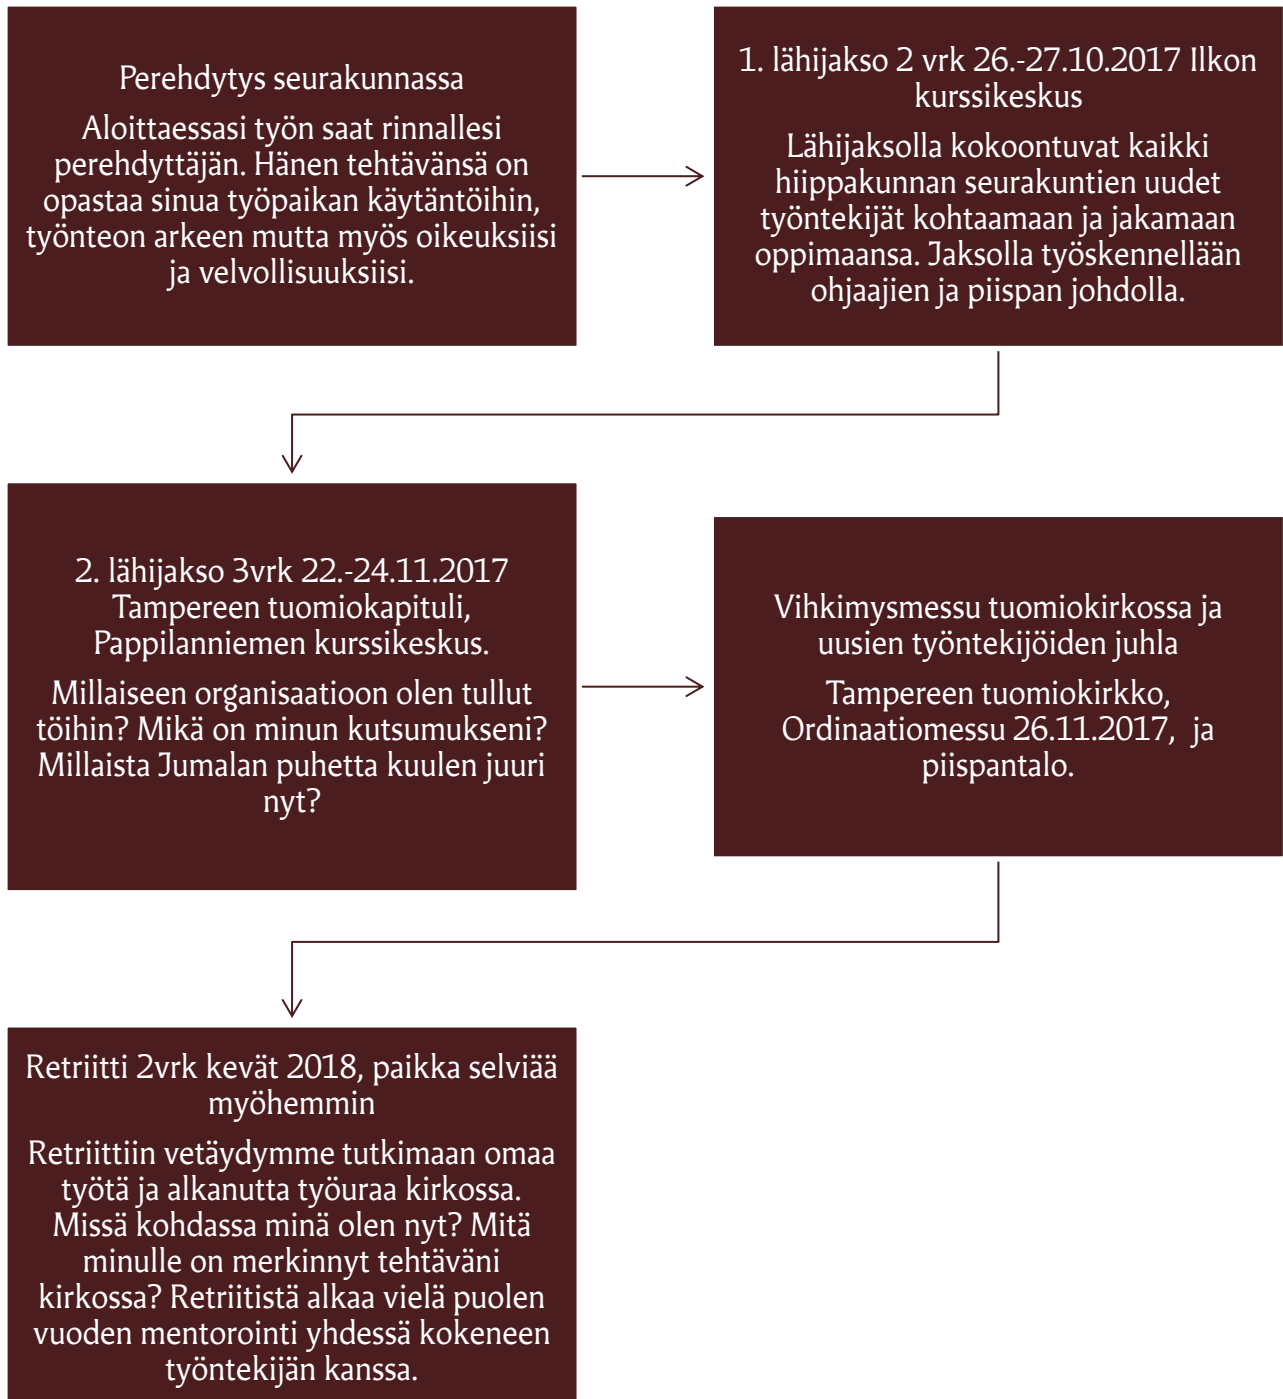 Perehdytys seurakunnassa
Aloittaessasi työn saat rinnallesi
perehdyttäjän. Hänen tehtävänsä on
opastaa sinua työpaikan käytäntöihin,
työnteon arkeen mutta myös oikeuksiisi
ja velvollisuuksiisi.
1. lähijakso 2 vrk 26.-27.10.2017 Ilkon
kurssikeskus
Lähijaksolla kokoontuvat kaikki
hiippakunnan seurakuntien uudet
työntekijät kohtaamaan ja jakamaan
oppimaansa. Jaksolla työskennellään
ohjaajien ja piispan johdolla.
2. lähijakso 3vrk 22.-24.11.2017
Tampereen tuomiokapituli,
Pappilanniemen kurssikeskus.
Millaiseen organisaatioon olen tullut
töihin? Mikä on minun kutsumukseni?
Millaista Jumalan puhetta kuulen juuri
nyt?
Vihkimysmessu tuomiokirkossa ja
uusien työntekijöiden juhla
Tampereen tuomiokirkko,
Ordinaatiomessu 26.11.2017, ja
piispantalo.
Retriitti 2vrk kevät 2018, paikka selviää
myöhemmin
Retriittiin vetäydymme tutkimaan omaa
työtä ja alkanutta työuraa kirkossa.
Missä kohdassa minä olen nyt? Mitä
minulle on merkinnyt tehtäväni
kirkossa? Retriitistä alkaa vielä puolen
vuoden mentorointi yhdessä kokeneen
työntekijän kanssa.